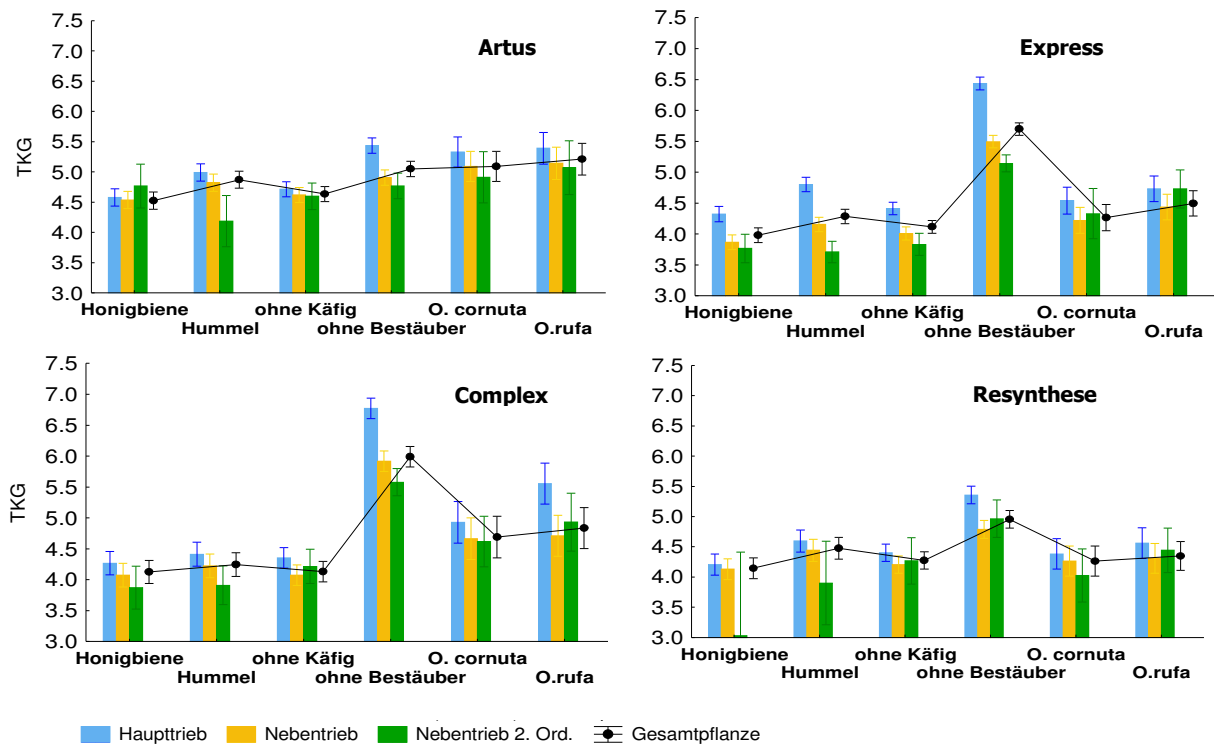 Artus
TKG
7.5
7.0
6.5
6.0
5.5
5.0
4.5
4.0
3.5
3.0
Honigbiene ohne Käfig O. cornuta
Hummel ohne Bestäuber O.rufa
Express
7.5
7.0
6.5
6.0
5.5
5.0
4.5
4.0
3.5
3.0
Honigbiene ohne Käfig O. cornuta
Hummel ohne Bestäuber O.rufa
Complex
TKG
7.5
7.0
6.5
6.0
5.5
5.0
4.5
4.0
3.5
3.0
Honigbiene ohne Käfig O. cornuta
Hummel ohne Bestäuber O.rufa
Resynthese
7.5
7.0
6.5
6.0
5.5
5.0
4.5
4.0
3.5
3.0
Honigbiene ohne Käfig O. cornuta
Hummel ohne Bestäuber O.rufa
Haupttrieb Nebentrieb Nebentrieb 2. Ord. Gesamtpflanze